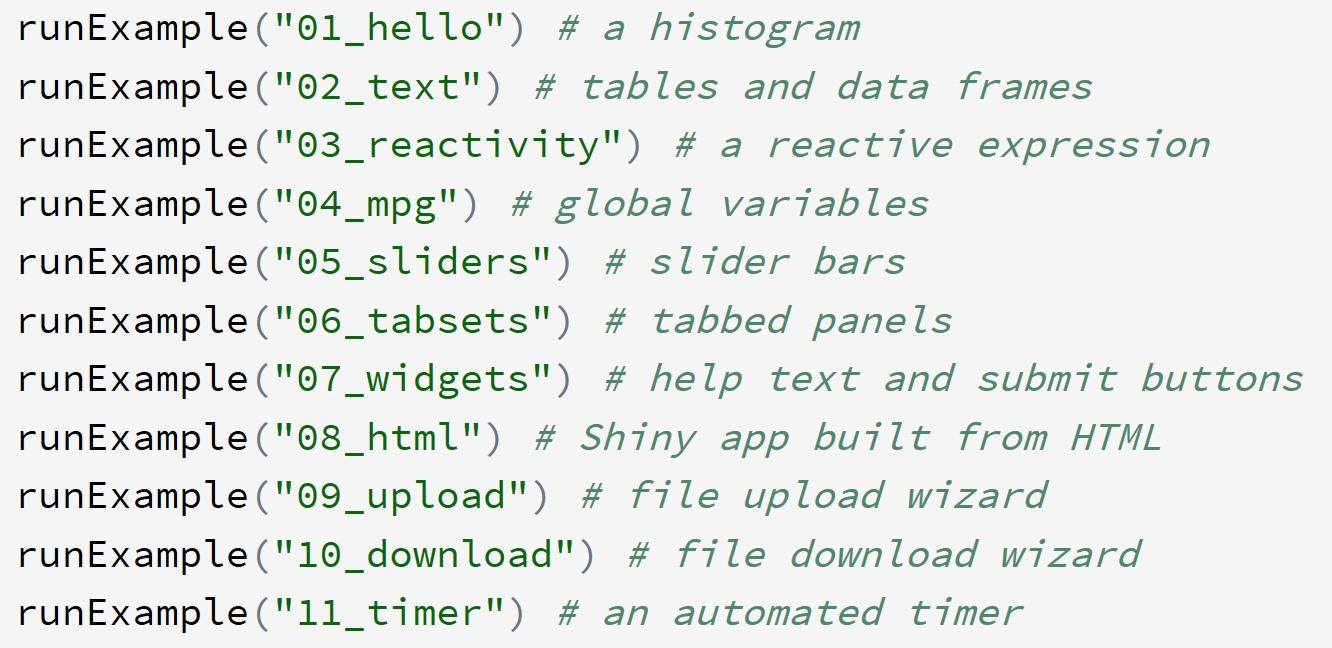 runExample("01_hello") # a histogram
runExample("02_text") # tables and data frames
runExample("03_reactivity") # a reactive expression
runExample("04_mpg") # global variables
runExample("05_sliders") # slider bars
runExample("06_tabsets") # tabbed panels
runExample("07_widgets") # help text and submit buttons
runExample("08_html") # Shiny app built from HTML
runExample("09_upload") # file upload wizard
runExample("10_download") # file download wizard
runExample("11_timer") # an automated timer